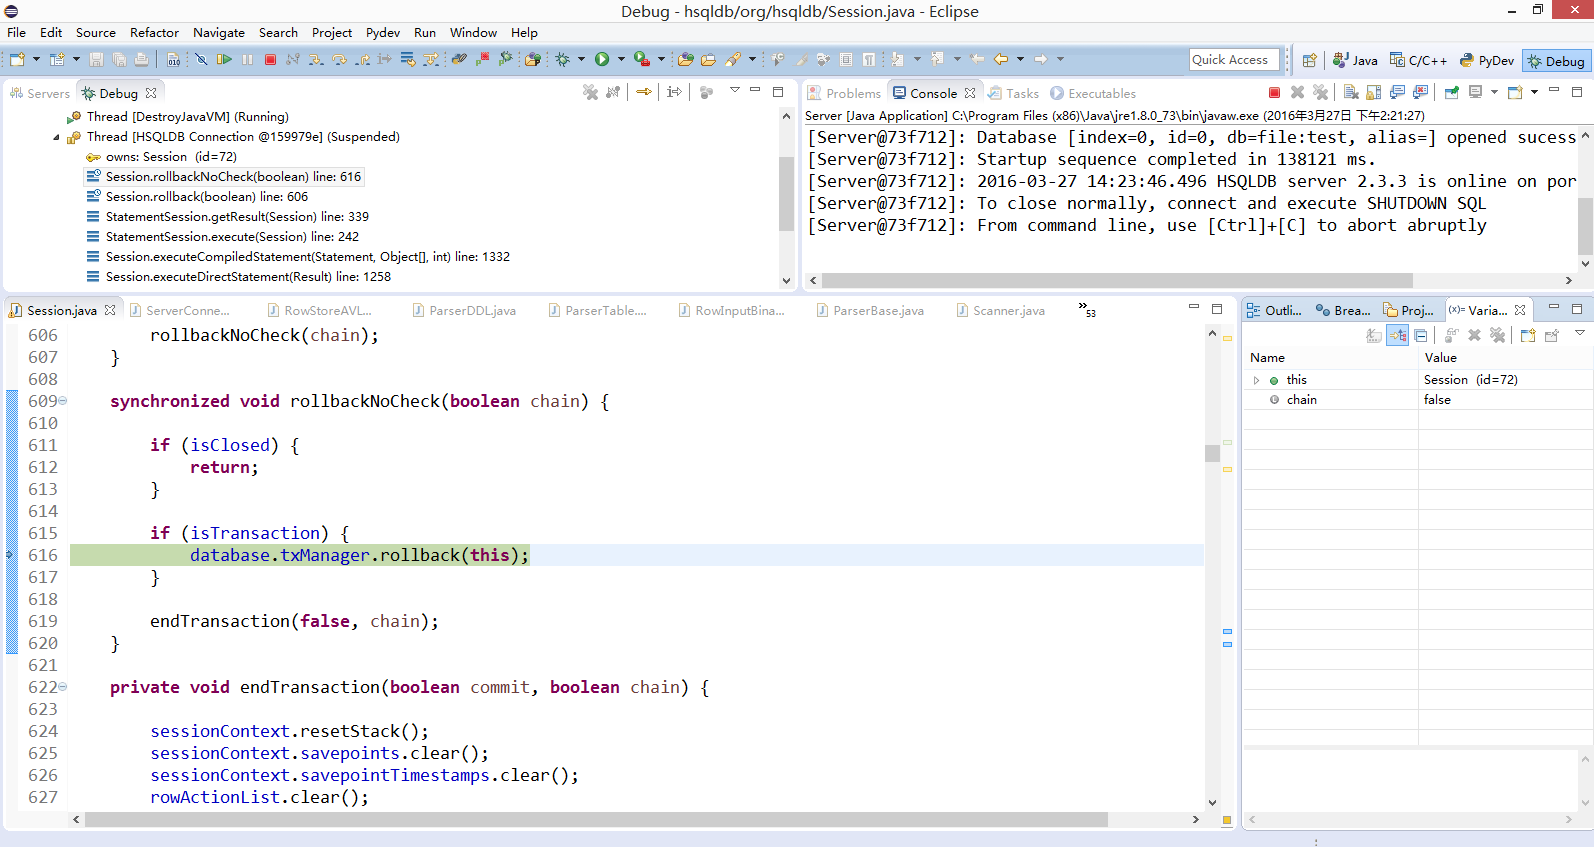 Debug - hsqldb/org/hsqldb/Session.java - Eclipse
File Edit Source Refactor Navigate Search Project Pydev Run Window Help
Quick Access Java C/C++ PyDev Debug
Servers Debug
Thread [DestroyJavaVM] (Running)
Thread [HSQLDB Connection @159979e] (Suspended)
owns: Session (id=72)
Session.rollbackNoCheck(boolean) line: 616
Session.rollback(boolean) line: 606
StatementSession.getResult(Session) line: 339
StatementSession.execute(Session) line: 242
Session.executeCompiledStatement(Statement, Object[], int) line: 1332
Session.executeDirectStatement(Result) line: 1258
Problems Console Tasks Executables
Server [Java Application] C:\Program Files (x86)\Java\jre1.8.0_73\bin\javaw.exe (2016年3月27日 下午2:21:27)
[Server@73f712]: Database [index=0, id=0, db=file:test, alias=] opened sucess
[Server@73f712]: Startup sequence completed in 138121 ms.
[Server@73f712]: 2016-03-27 14:23:46.496 HSQLDB server 2.3.3 is online on por
[Server@73f712]: To close normally, connect and execute SHUTDOWN SQL
[Server@73f712]: From command line, use [Ctrl]+[C] to abort abruptly
Session.java ServerConne... RowStoreAVL... ParserDDL.java ParserTable.... RowInputBina... ParserBase.java Scanner.java »53
606 rollbackNoCheck(chain);
607 }
608
609 synchronized void rollbackNoCheck(boolean chain) {
610
611 if (isClosed) {
612 return;
613 }
614
615 if (isTransaction) {
616 database.txManager.rollback(this);
617 }
618
619 endTransaction(false, chain);
620 }
621
622 private void endTransaction(boolean commit, boolean chain) {
623
624 sessionContext.resetStack();
625 sessionContext.savepoints.clear();
626 sessionContext.savepointTimestamps.clear();
627 rowActionList.clear();
Outli... Brea... Proj... (x)= Varia...
Name Value
this Session (id=72)
chain false